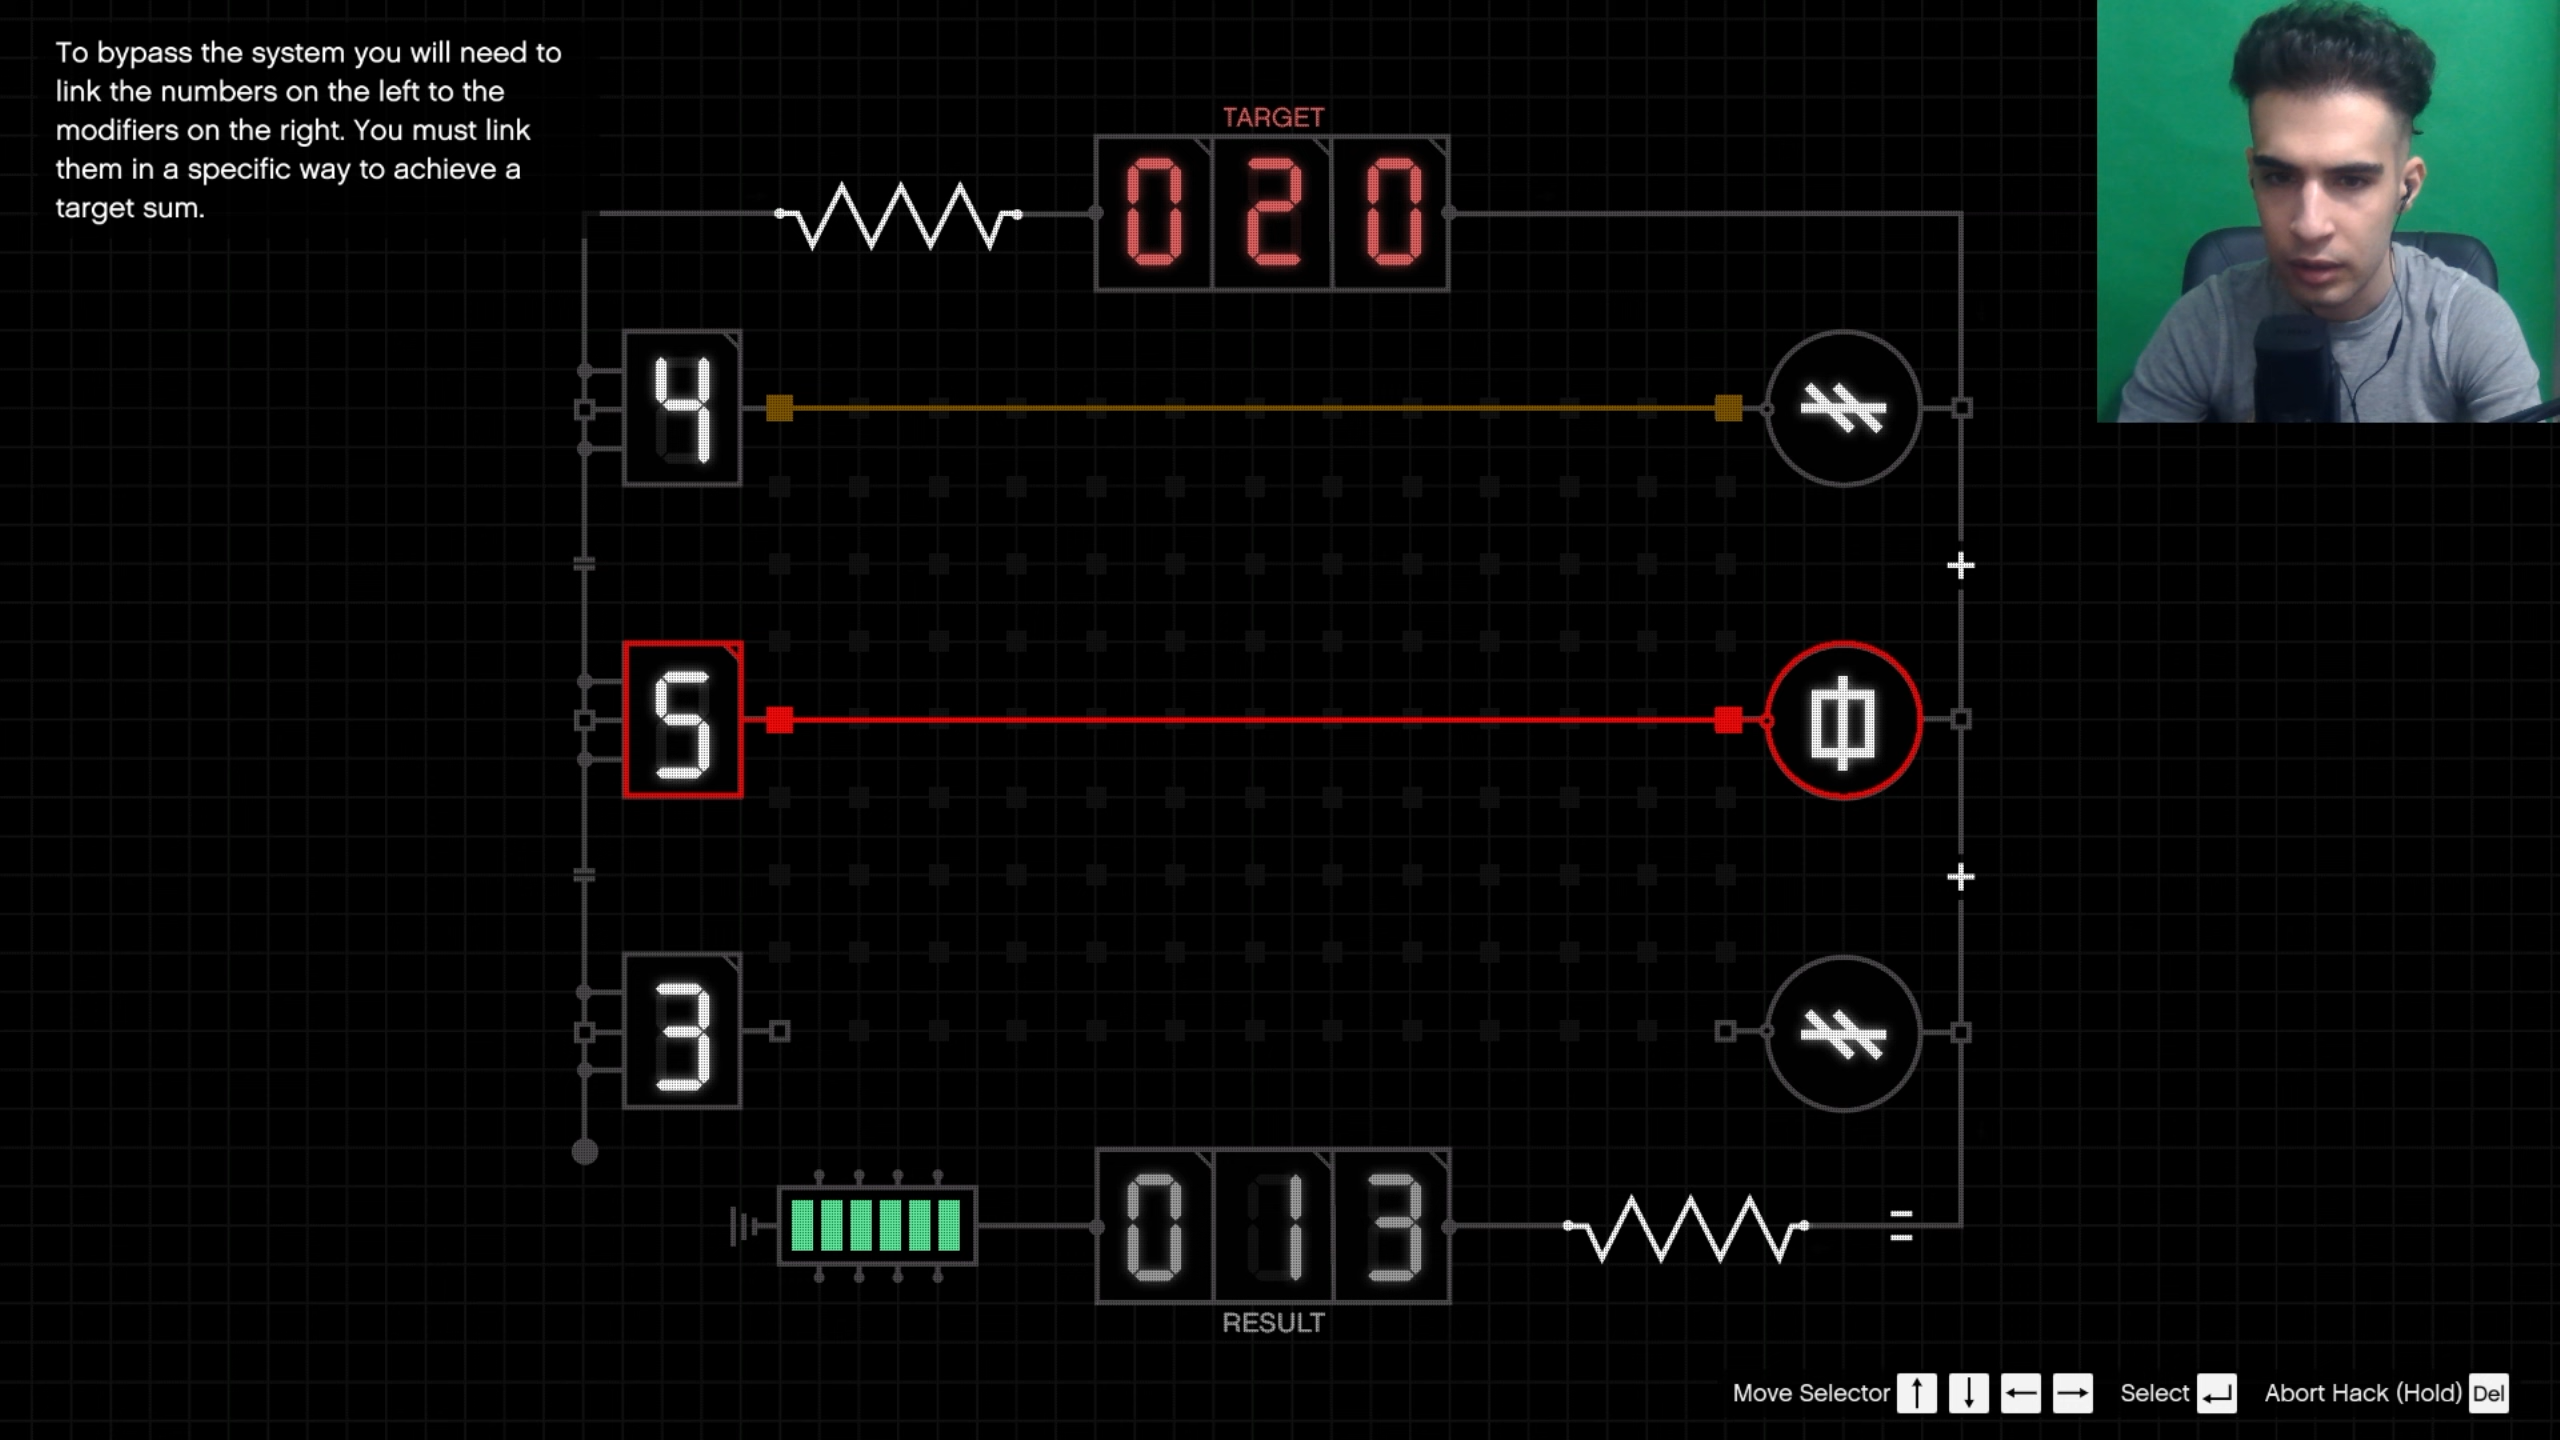 To bypass the system you will need to
link the numbers on the left to the
modifiers on the right. You must link
them in a specific way to achieve a
target sum.
TARGET
020
4
+
5
+
3
013
=
RESULT
Move Selector ↑ ↓ ← → Select ↵ Abort Hack (Hold) Del